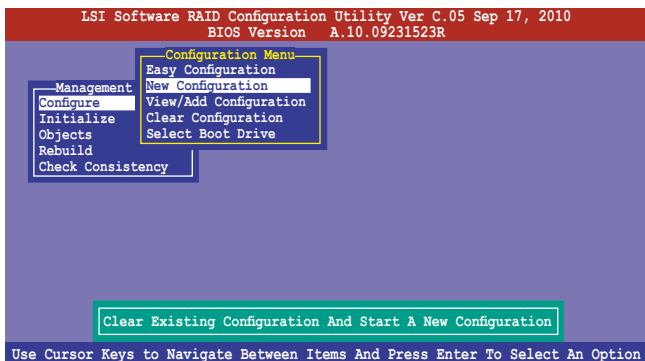 LSI Software RAID Configuration Utility Ver C.05 Sep 17, 2010
BIOS Version A.10.09231523R
Configuration Menu
Easy Configuration
New Configuration
View/Add Configuration
Clear Configuration
Select Boot Drive
Management
Configure
Initialize
Objects
Rebuild
Check Consistency
Clear Existing Configuration And Start A New Configuration
Use Cursor Keys to Navigate Between Items And Press Enter To Select An Option